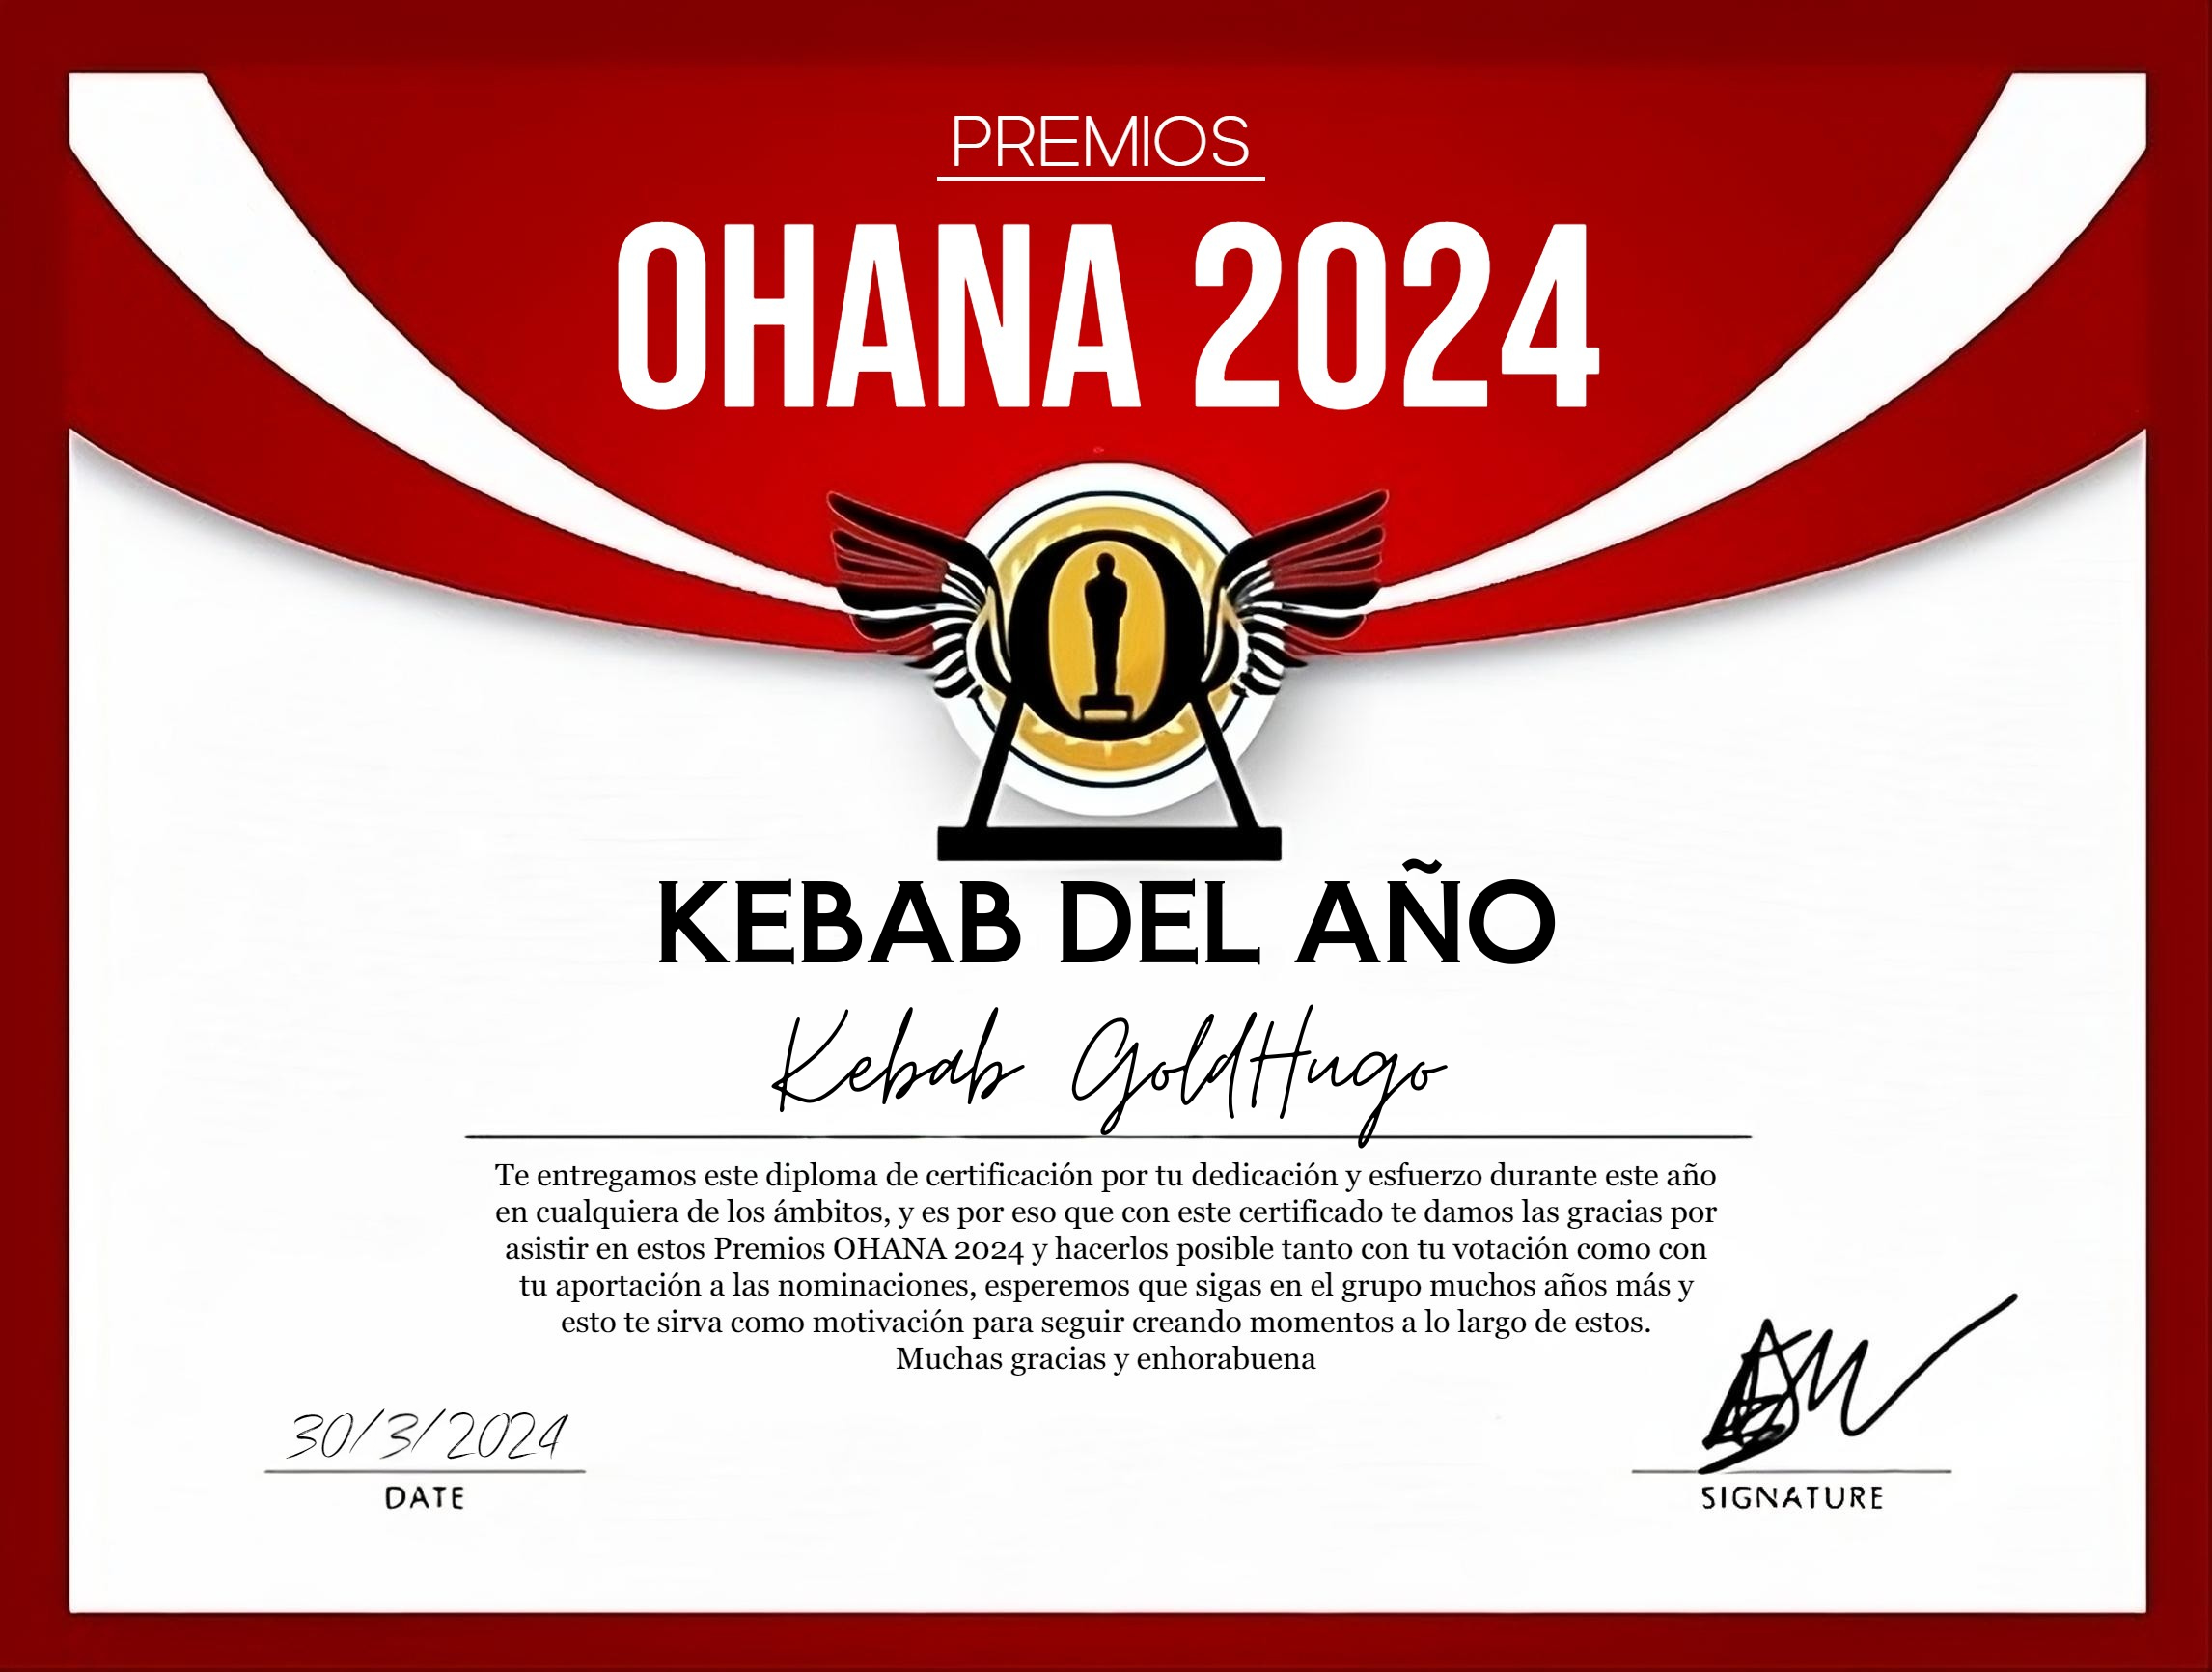 PREMIOS
OHANA 2024
KEBAB DEL AÑO
Kebab GoldHugo
Te entregamos este diploma de certificación por tu dedicación y esfuerzo durante este año
en cualquiera de los ámbitos, y es por eso que con este certificado te damos las gracias por
asistir en estos Premios OHANA 2024 y hacerlos posible tanto con tu votación como con
tu aportación a las nominaciones, esperemos que sigas en el grupo muchos años más y
esto te sirva como motivación para seguir creando momentos a lo largo de estos.
Muchas gracias y enhorabuena
30/3/2024
DATE
SIGNATURE